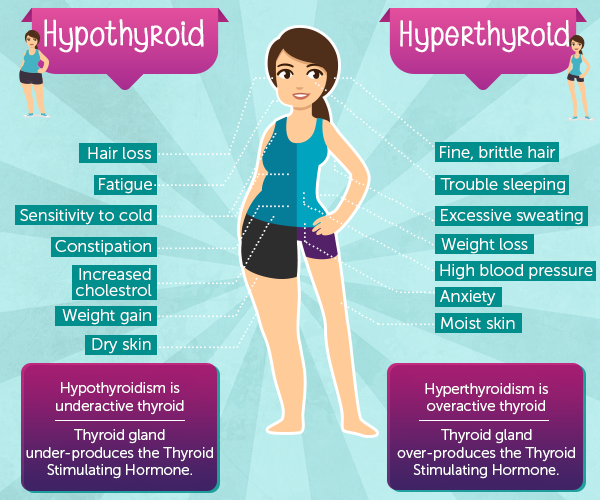 Hypothyroid
Hyperthyroid
Hair loss
Fatigue
Sensitivity to cold
Constipation
Increased
cholestrol
Weight gain
Dry skin
Fine, brittle hair
Trouble sleeping
Excessive sweating
Weight loss
High blood pressure
Anxiety
Moist skin
Hypothyroidism is
underactive thyroid
Thyroid gland
under-produces the Thyroid
Stimulating Hormone.
Hyperthyroidism is
overactive thyroid
Thyroid gland
over-produces the Thyroid
Stimulating Hormone.